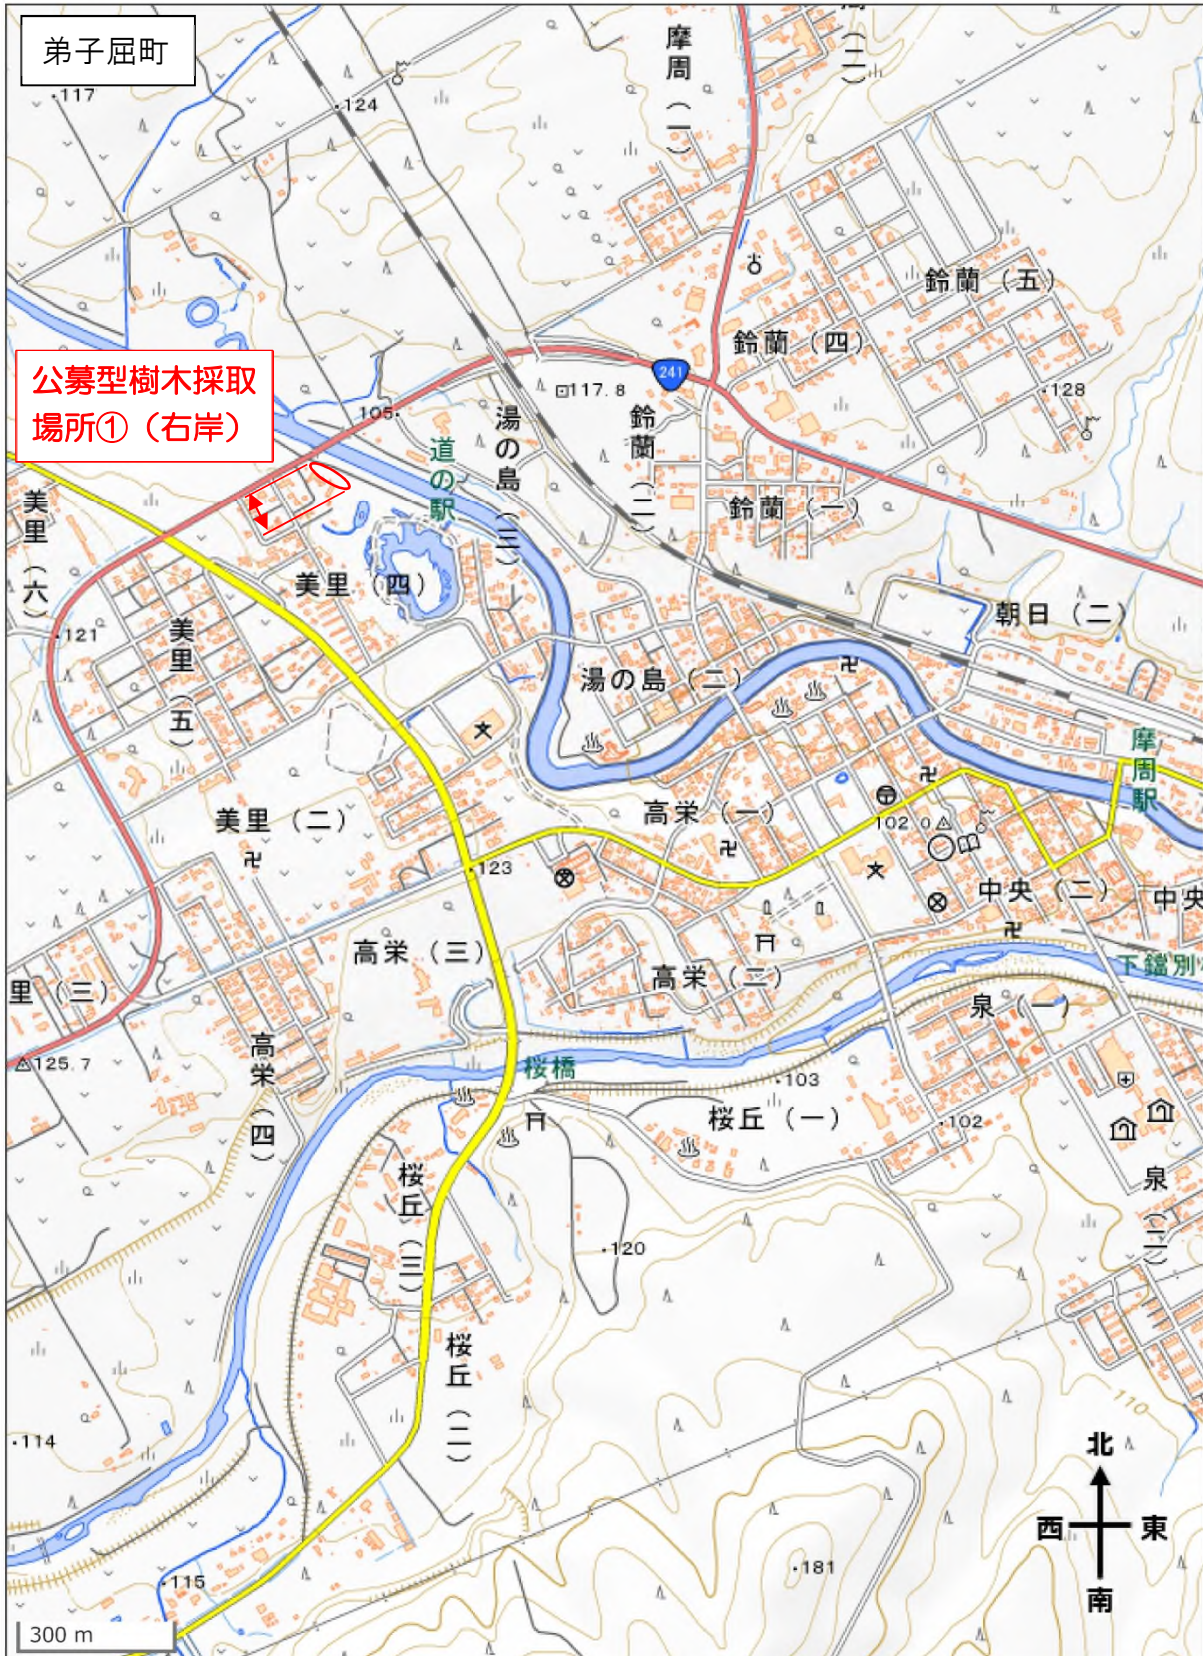 弟子屈町
117
124
摩周(一)
(二)
鈴蘭(五)
鈴蘭(四)
241
117.8
128
公募型樹木採取
場所①(右岸)
105
道の駅
湯の島(三)
鈴蘭(二)
鈴蘭(一)
美里(六)
美里(四)
朝日(二)
121
美里(五)
湯の島(二)
摩周駅
美里(二)
高栄(一)
102.0
123
中央(二)
中央
高栄(三)
高栄(二)
下鐺別
里(三)
泉(一)
125.7
高栄(四)
桜橋
103
桜丘(一)
102
桜丘(三)
泉(二)
120
桜丘(二)
110
114
北
西
東
南
181
115
300 m